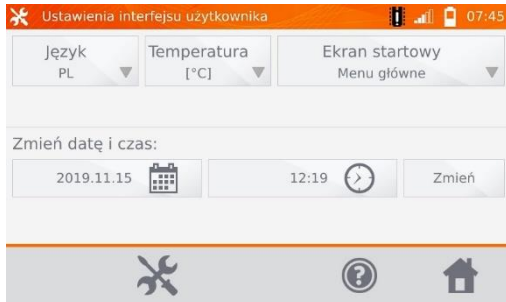 Ustawienia interfejsu użytkownika 07:45
Język Temperatura Ekran startowy
PL [°C] Menu główne
Zmień datę i czas:
2019.11.15 12:19 Zmień